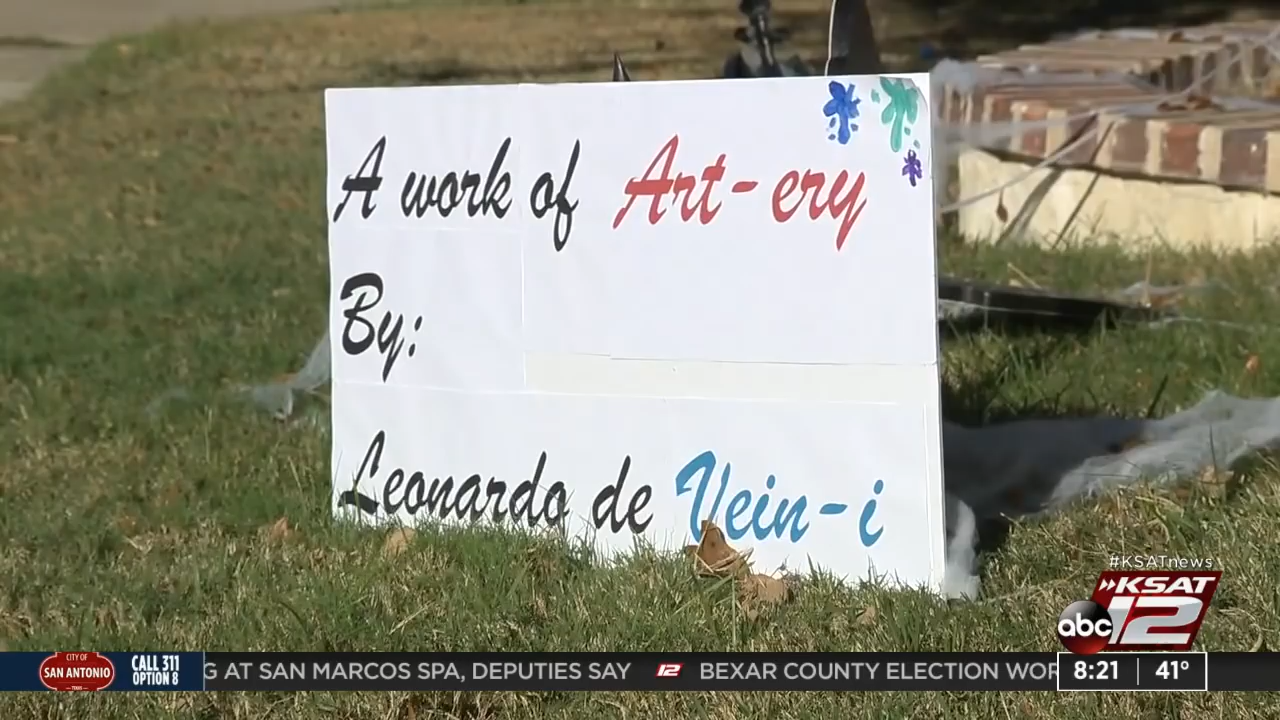 A work of Art-ery
By:
Leonardo de Vein-i
#KSATnews
KSAT
abc 12
CITY OF
SAN ANTONIO
TEXAS
CALL 311
OPTION 8
G AT SAN MARCOS SPA, DEPUTIES SAY 12 BEXAR COUNTY ELECTION WOR
8:21 41°